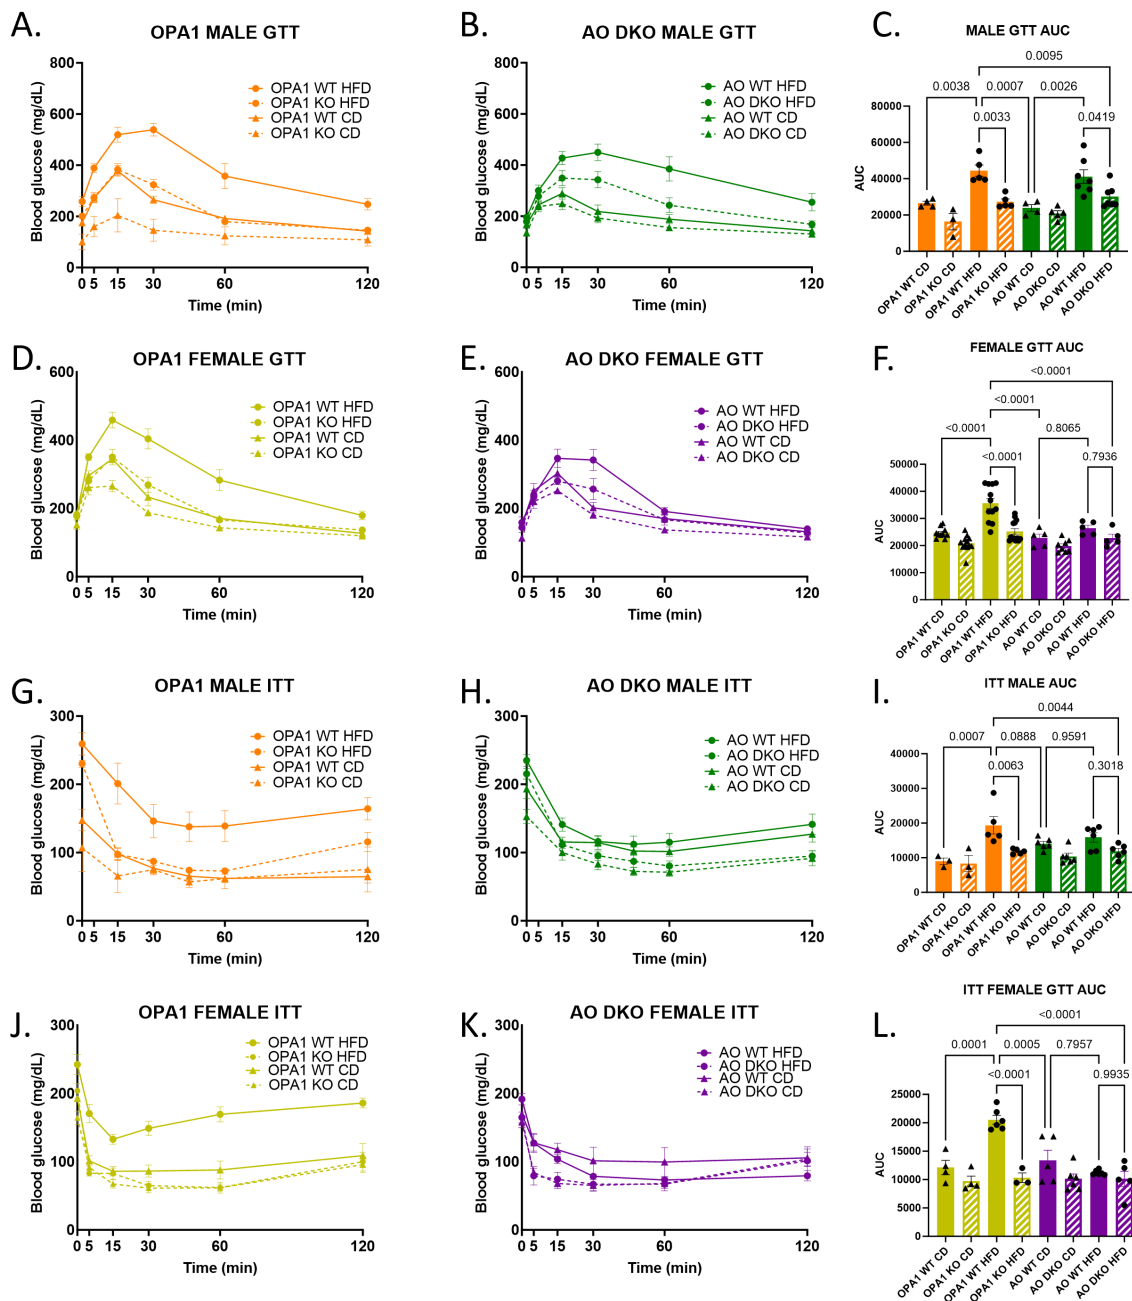 A.
OPA1 MALE GTT
Blood glucose (mg/dL)
800
600
400
200
0
0 5 15 30 60 120
Time (min)
OPA1 WT HFD
OPA1 KO HFD
OPA1 WT CD
OPA1 KO CD
B.
AO DKO MALE GTT
Blood glucose (mg/dL)
800
600
400
200
0
0 5 15 30 60 120
Time (min)
AO WT HFD
AO DKO HFD
AO WT CD
AO DKO CD
C.
MALE GTT AUC
0.0095
0.0038 0.0007 0.0026
0.0033 0.0419
AUC
80000
60000
40000
20000
0
OPA1 WT CD
OPA1 KO CD
OPA1 WT HFD
OPA1 KO HFD
AO WT CD
AO DKO CD
AO WT HFD
AO DKO HFD
D.
OPA1 FEMALE GTT
Blood glucose (mg/dL)
600
400
200
0
0 5 15 30 60 120
Time (min)
OPA1 WT HFD
OPA1 KO HFD
OPA1 WT CD
OPA1 KO CD
E.
AO DKO FEMALE GTT
Blood glucose (mg/dL)
600
400
200
0
0 5 15 30 60 120
Time (min)
AO WT HFD
AO DKO HFD
AO WT CD
AO DKO CD
F.
FEMALE GTT AUC
<0.0001
<0.0001
<0.0001 0.8065
<0.0001 0.7936
AUC
50000
40000
30000
20000
10000
0
OPA1 WT CD
OPA1 KO CD
OPA1 WT HFD
OPA1 KO HFD
AO WT CD
AO DKO CD
AO WT HFD
AO DKO HFD
G.
OPA1 MALE ITT
Blood glucose (mg/dL)
300
200
100
0
0 5 15 30 60 120
Time (min)
OPA1 WT HFD
OPA1 KO HFD
OPA1 WT CD
OPA1 KO CD
H.
AO DKO MALE ITT
Blood glucose (mg/dL)
300
200
100
0
0 5 15 30 60 120
Time (min)
AO WT HFD
AO DKO HFD
AO WT CD
AO DKO CD
I.
ITT MALE AUC
0.0044
0.0007 0.0888 0.9591
0.0063 0.3018
AUC
40000
30000
20000
10000
0
OPA1 WT CD
OPA1 KO CD
OPA1 WT HFD
OPA1 KO HFD
AO WT CD
AO DKO CD
AO WT HFD
AO DKO HFD
J.
OPA1 FEMALE ITT
Blood glucose (mg/dL)
300
200
100
0
0 5 15 30 60 120
Time (min)
OPA1 WT HFD
OPA1 KO HFD
OPA1 WT CD
OPA1 KO CD
K.
AO DKO FEMALE ITT
Blood glucose (mg/dL)
300
200
100
0
0 5 15 30 60 120
Time (min)
AO WT HFD
AO DKO HFD
AO WT CD
AO DKO CD
L.
ITT FEMALE GTT AUC
<0.0001
0.0001 0.0005 0.7957
<0.0001 0.9935
AUC
25000
20000
15000
10000
5000
0
OPA1 WT CD
OPA1 KO CD
OPA1 WT HFD
OPA1 KO HFD
AO WT CD
AO DKO CD
AO WT HFD
AO DKO HFD